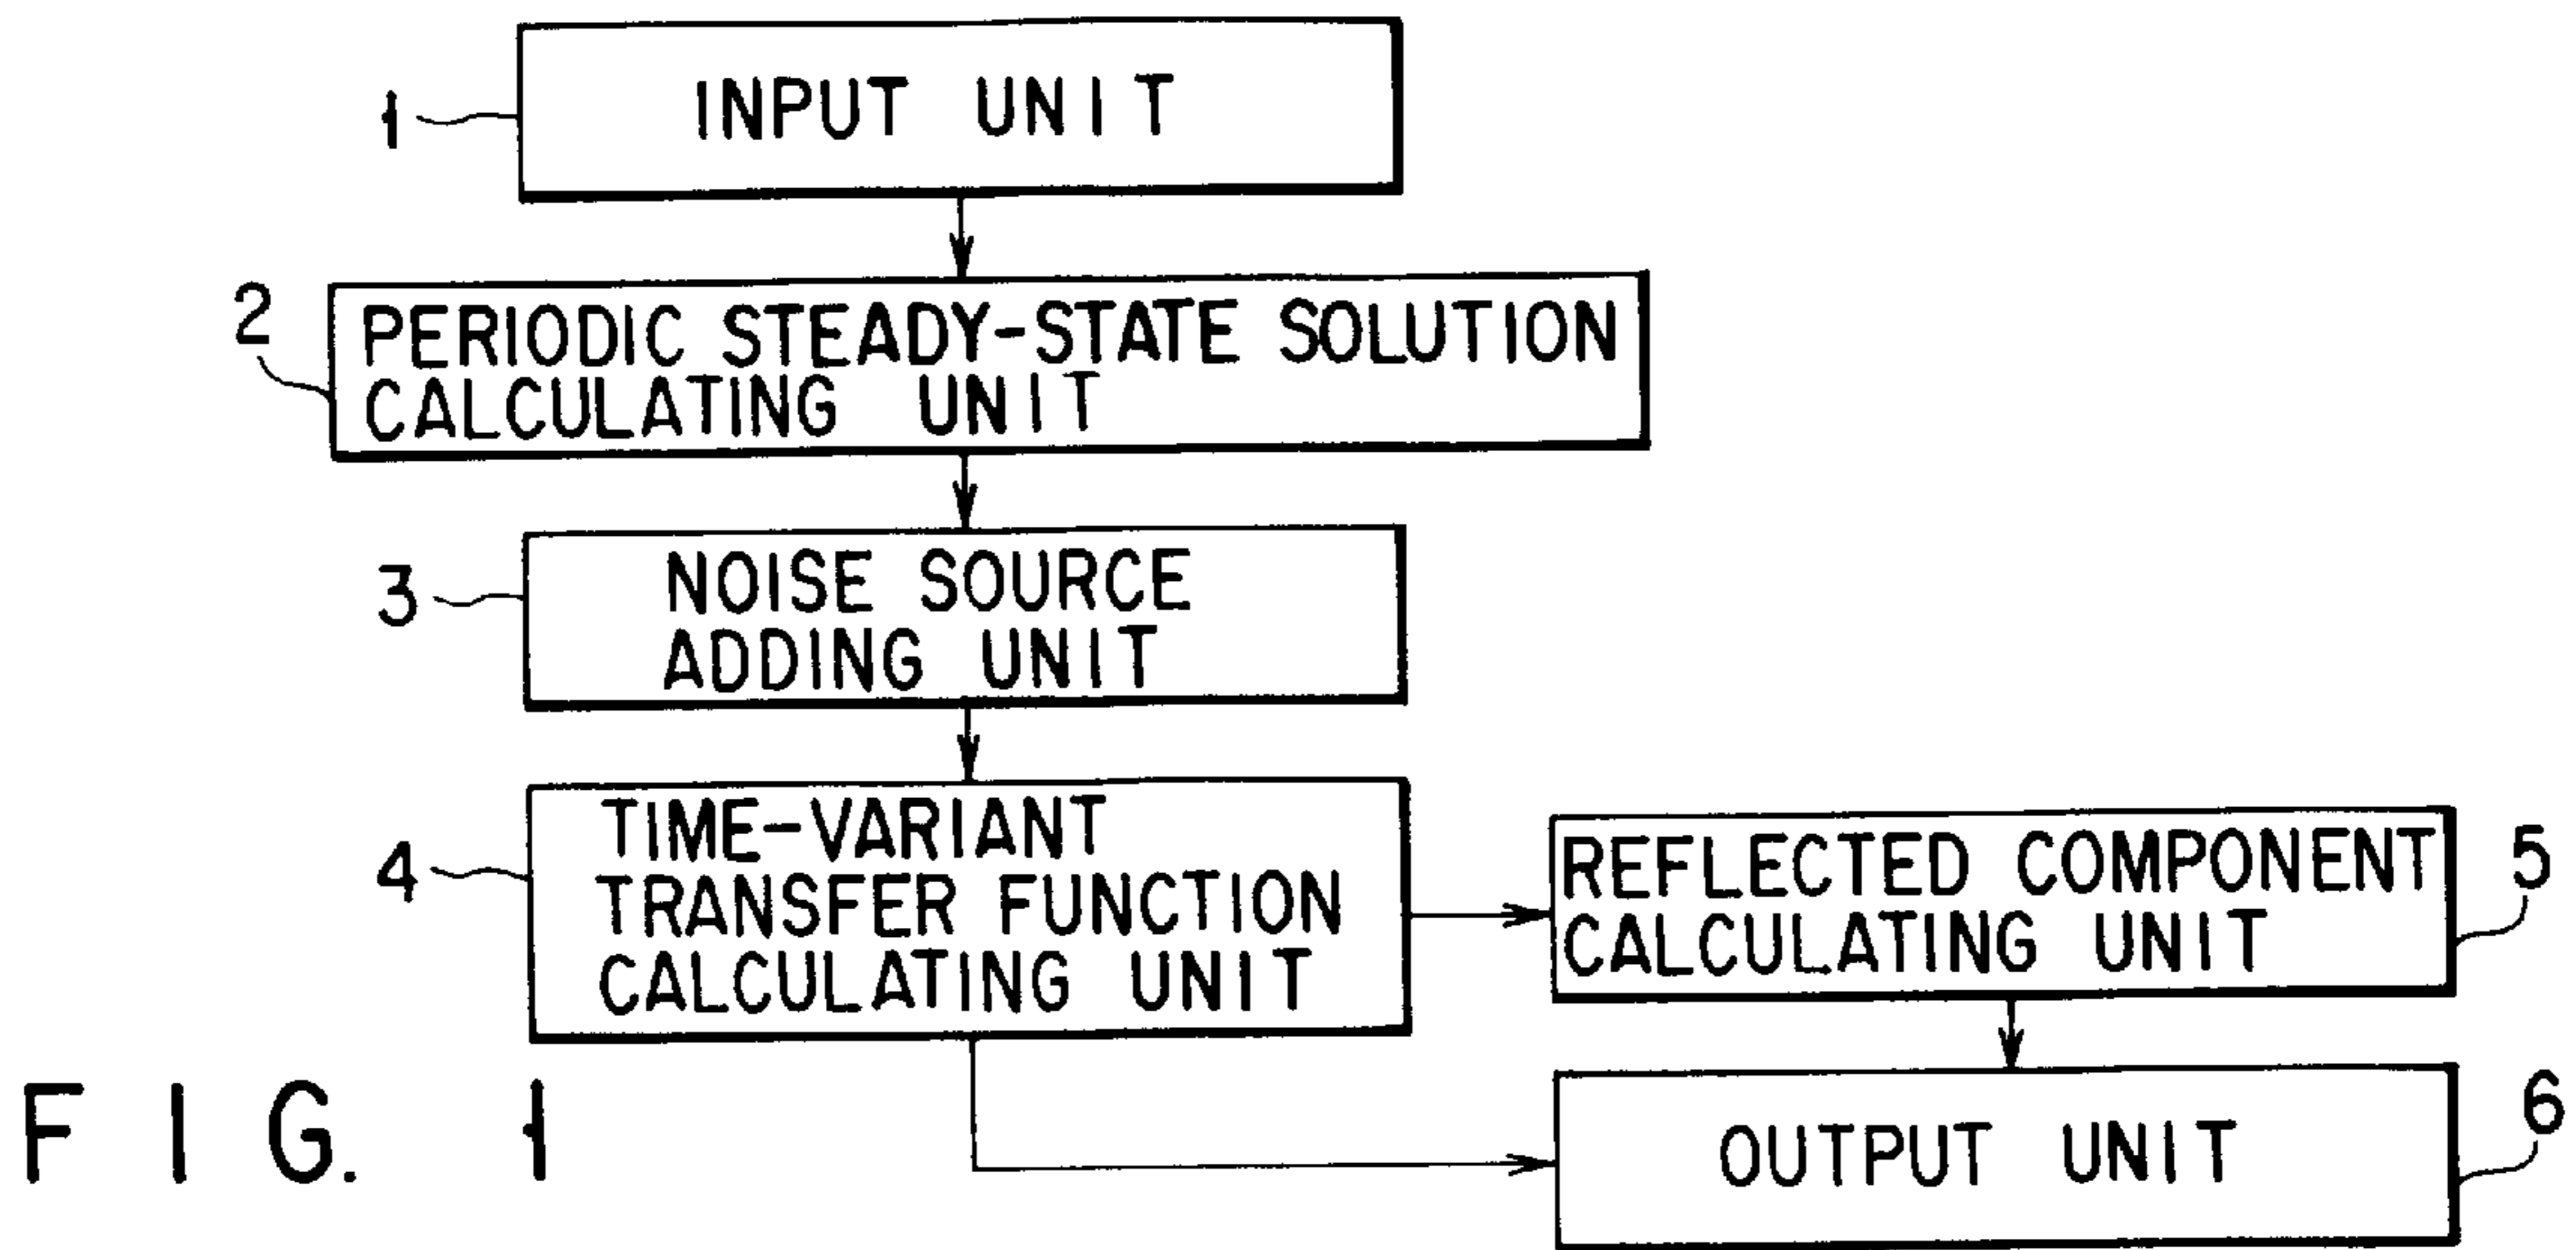 1
INPUT UNIT
2
PERIODIC STEADY-STATE SOLUTION
CALCULATING UNIT
3
NOISE SOURCE
ADDING UNIT
4
TIME-VARIANT
TRANSFER FUNCTION
CALCULATING UNIT
REFLECTED COMPONENT
CALCULATING UNIT
5
OUTPUT UNIT
6
FIG. 1